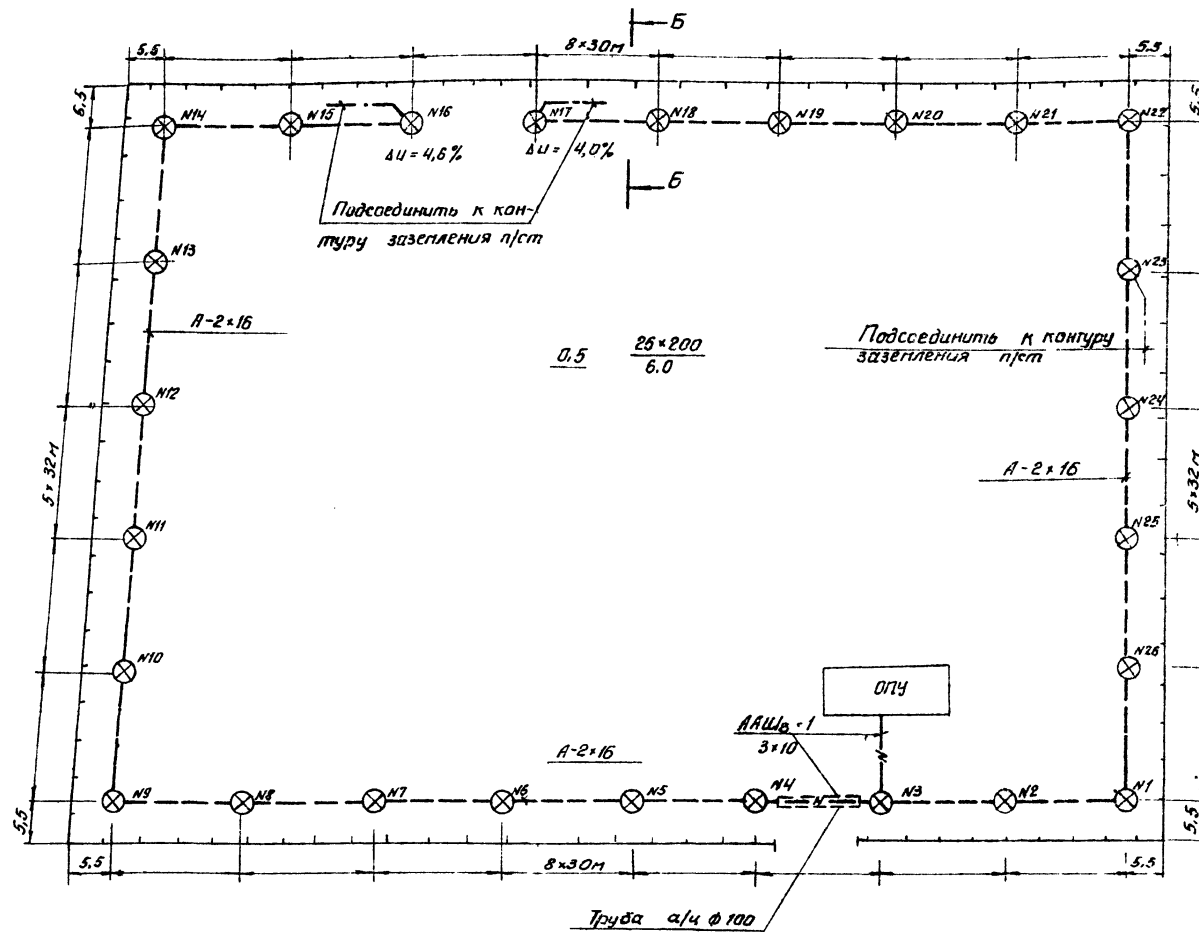 Б
5,5
8×30м
5,5
6,5
N14
N15
N16
N17
N18
N19
N20
N21
N22
6,5
Δu = 4,6%
Δu = 4,0%
Б
Подсоединить к кон-
туру заземления п/ст
N13
N23
А-2×16
0,5
26×200
6.0
Подсоединить к контуру
заземления п/ст
N12
N24
5×32м
А-2×16
5×32м
N11
N25
N10
N26
ОПУ
ААШв-1
3×10
А-2×16
N9
N8
N7
N6
N5
N4
N3
N2
N1
5,5
5,5
5,5
8×30м
5,5
Труба а/ц ф100